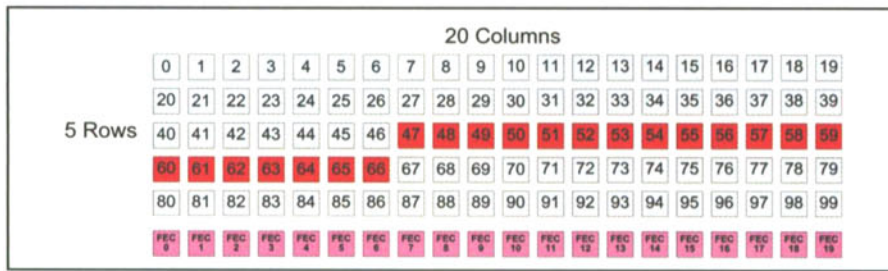 20 Columns
0 1 2 3 4 5 6 7 8 9 10 11 12 13 14 15 16 17 18 19
20 21 22 23 24 25 26 27 28 29 30 31 32 33 34 35 36 37 38 39
5 Rows 40 41 42 43 44 45 46 47 48 49 50 51 52 53 54 55 56 57 58 59
60 61 62 63 64 65 66 67 68 69 70 71 72 73 74 75 76 77 78 79
80 81 82 83 84 85 86 87 88 89 90 91 92 93 94 95 96 97 98 99
FEC 0 FEC 1 FEC 2 FEC 3 FEC 4 FEC 5 FEC 6 FEC 7 FEC 8 FEC 9 FEC 10 FEC 11 FEC 12 FEC 13 FEC 14 FEC 15 FEC 16 FEC 17 FEC 18 FEC 19